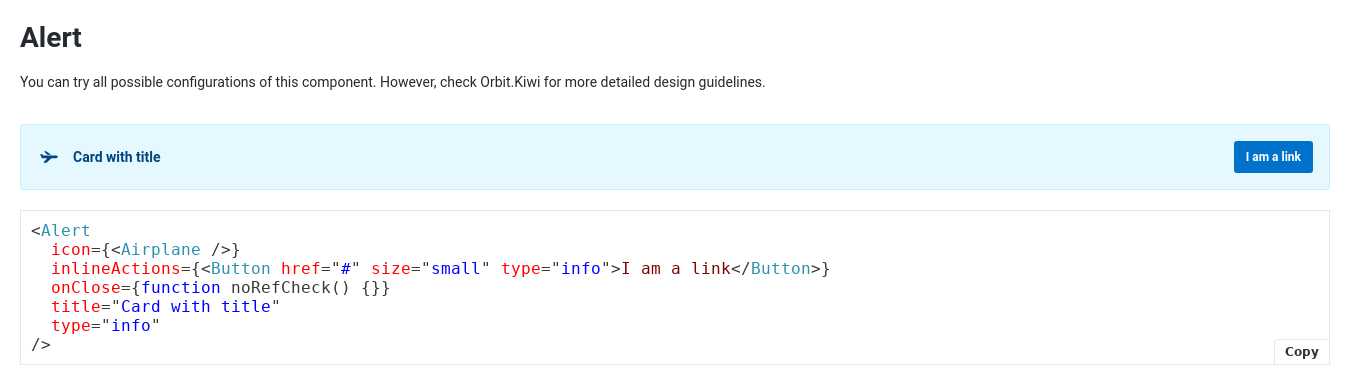 Alert
You can try all possible configurations of this component. However, check Orbit.Kiwi for more detailed design guidelines.
Card with title
I am a link
<Alert
  icon={<Airplane />}
  inlineActions={<Button href="#" size="small" type="info">I am a link</Button>}
  onClose={function noRefCheck() {}}
  title="Card with title"
  type="info"
/>
Copy